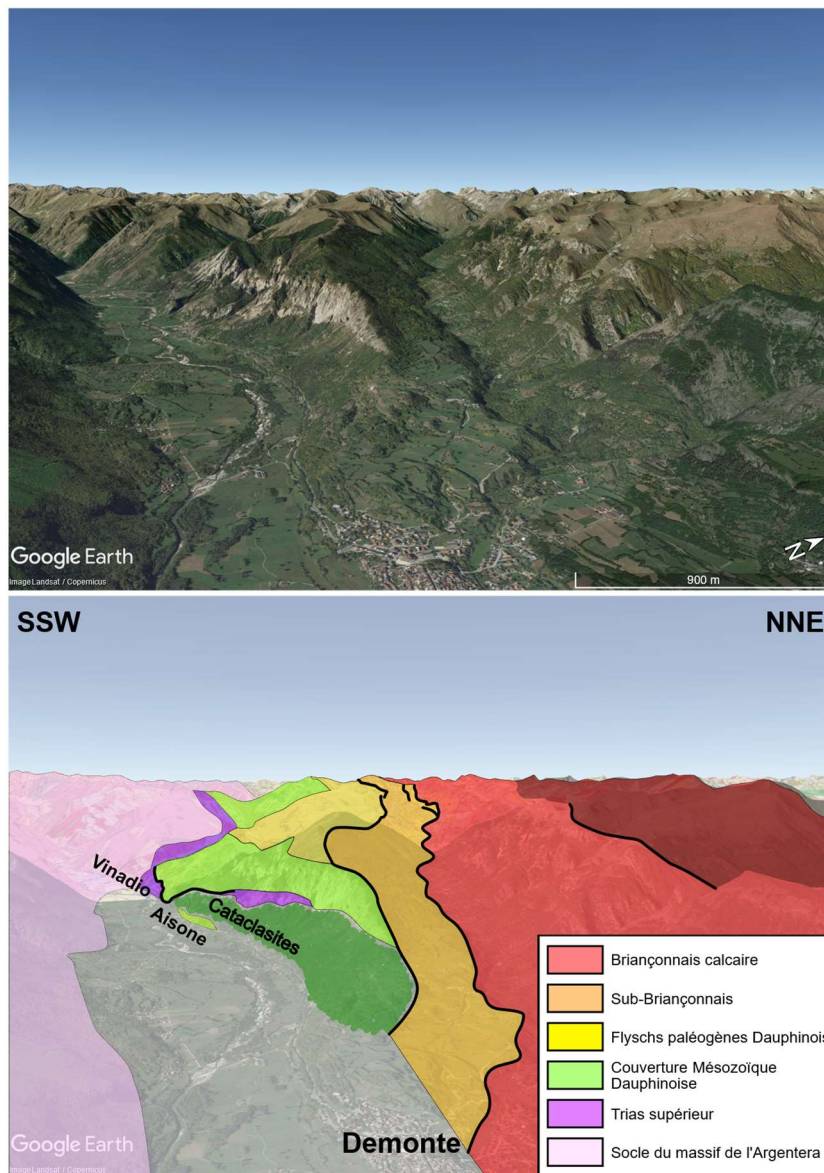 Google Earth
Image Landsat / Copernicus
N
900 m
SSW
NNE
Vinadio
Aisone
Cataclasites
Briançonnais calcaire
Sub-Briançonnais
Flyschs paléogènes Dauphinois
Couverture Mésozoïque
Dauphinoise
Trias supérieur
Socle du massif de l'Argentera
Demonte
Google Earth
Image Landsat / Copernicus